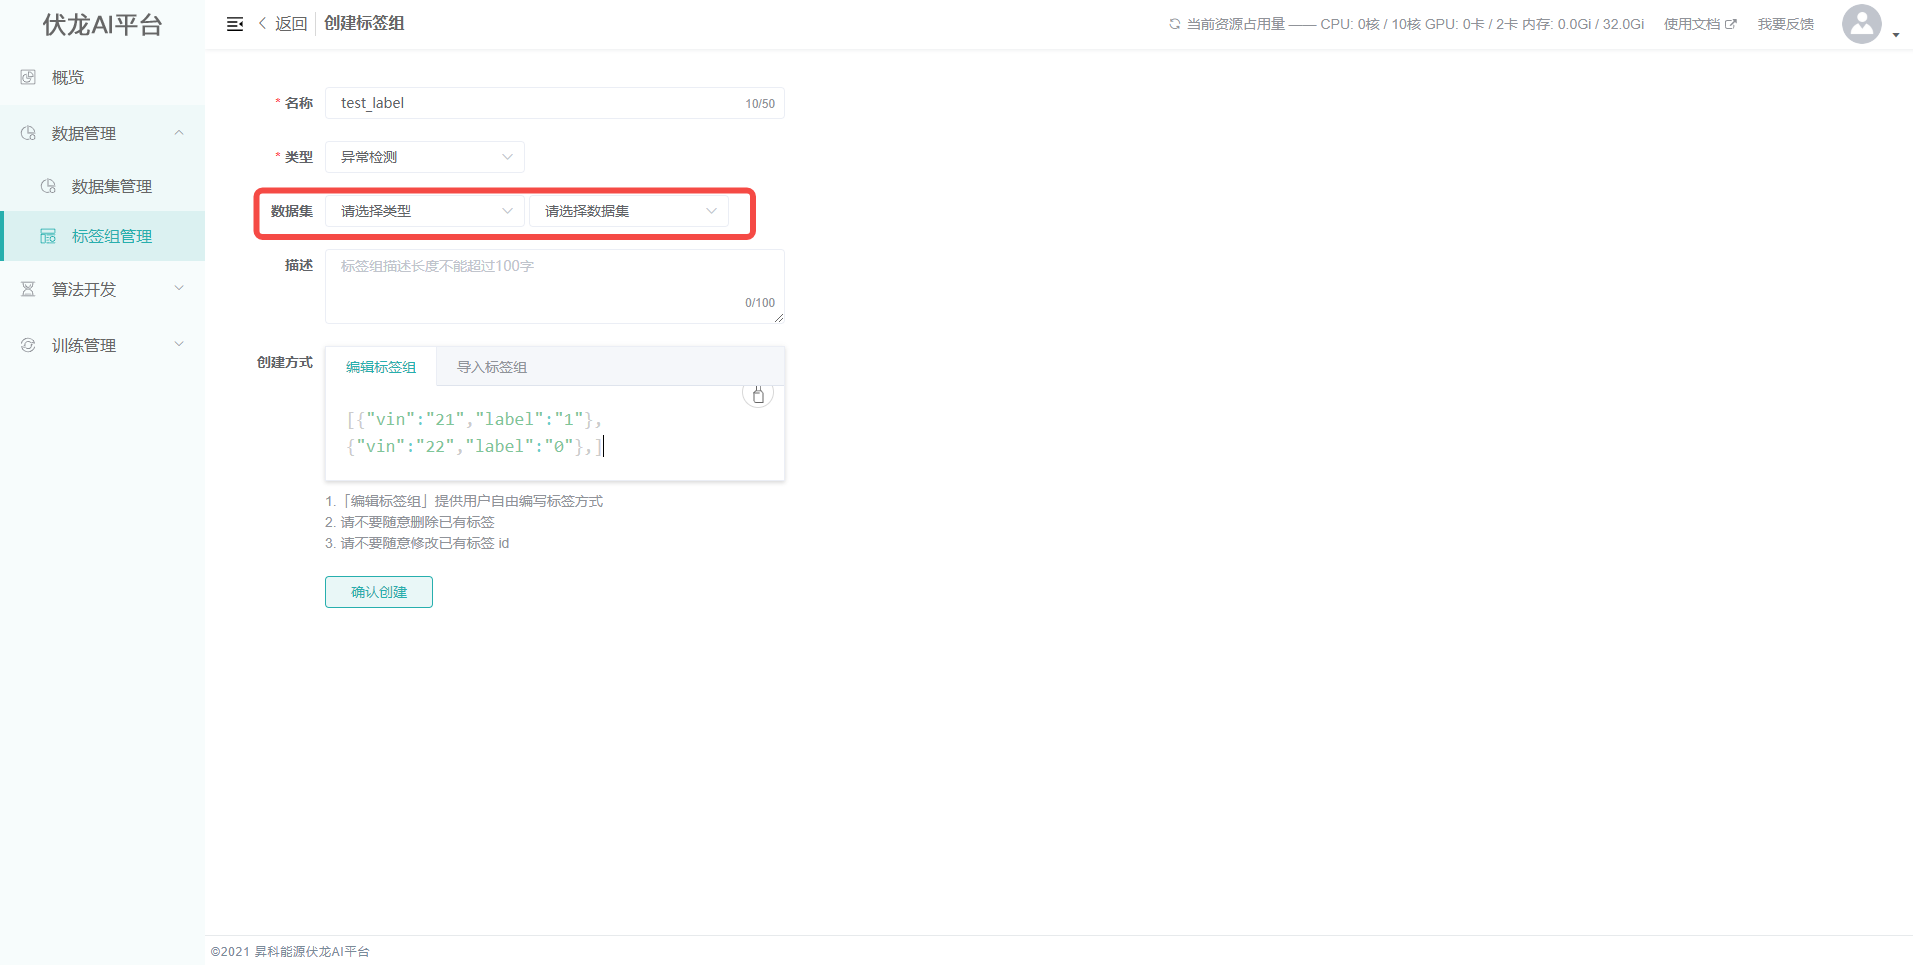 伏龙AI平台
返回
创建标签组
当前资源占用量 —— CPU: 0核 / 10核 GPU: 0卡 / 2卡 内存: 0.0Gi / 32.0Gi
使用文档
我要反馈
概览
数据管理
数据集管理
标签组管理
算法开发
训练管理
* 名称
test_label
10/50
* 类型
异常检测
数据集
请选择类型
请选择数据集
描述
标签组描述长度不能超过100字
0/100
创建方式
编辑标签组
导入标签组
[{"vin":"21","label":"1"},
{"vin":"22","label":"0"},]
1.「编辑标签组」提供用户自由编写标签方式
2. 请不要随意删除已有标签
3. 请不要随意修改已有标签 id
确认创建
©2021 昇科能源伏龙AI平台